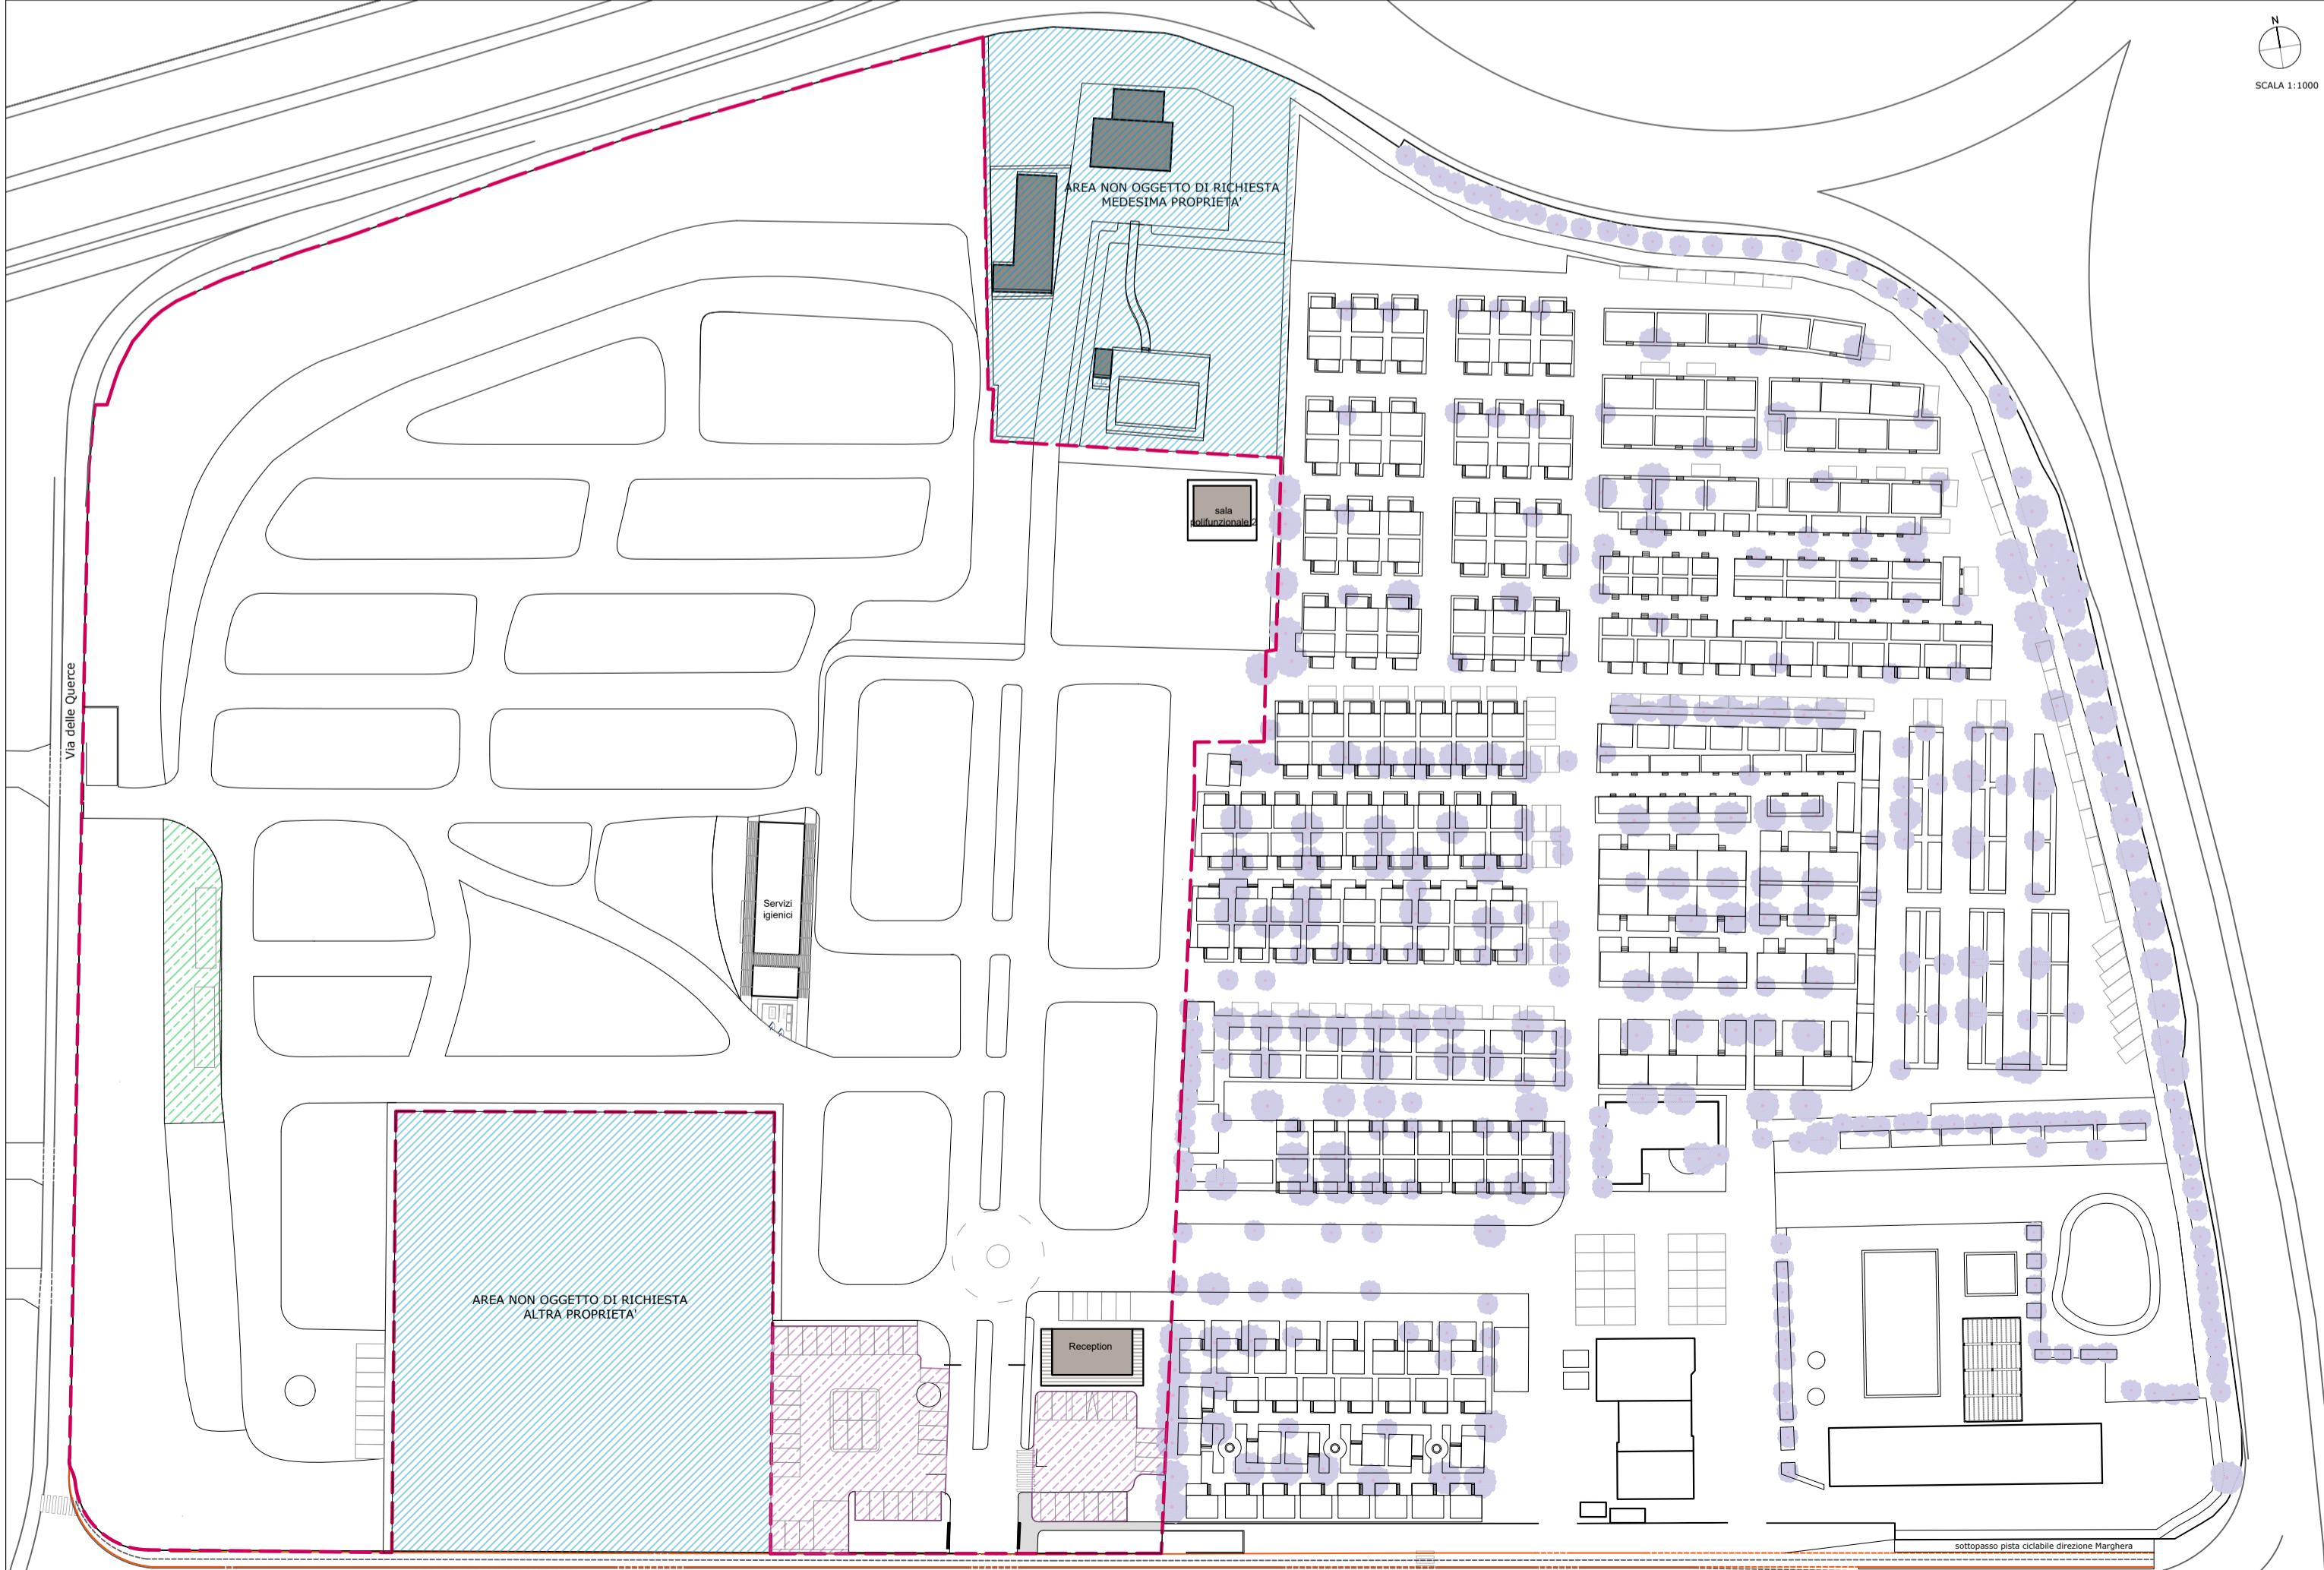 N
SCALA 1:1000
AREA NON OGGETTO DI RICHIESTA
MEDESIMA PROPRIETA'
sala
polifunzionale 2
Via delle Querce
Servizi
igienici
AREA NON OGGETTO DI RICHIESTA
ALTRA PROPRIETA'
Reception
sottopasso pista ciclabile direzione Marghera